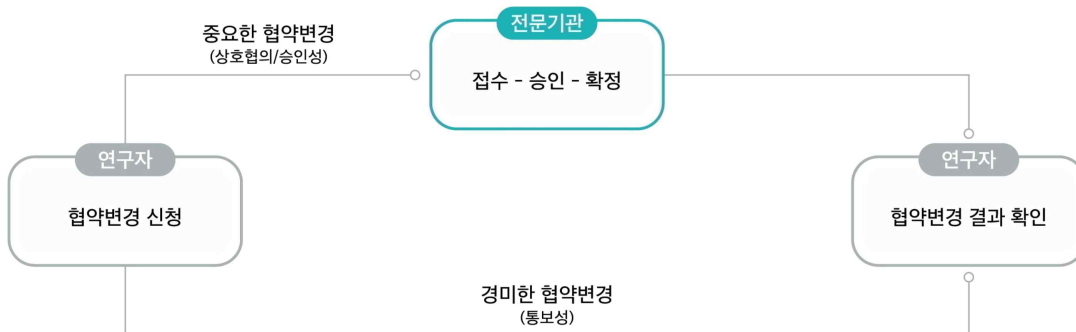 전문기관
중요한 협약변경
(상호협의/승인성)
접수 - 승인 - 확정
연구자
협약변경 신청
연구자
협약변경 결과 확인
경미한 협약변경
(통보성)